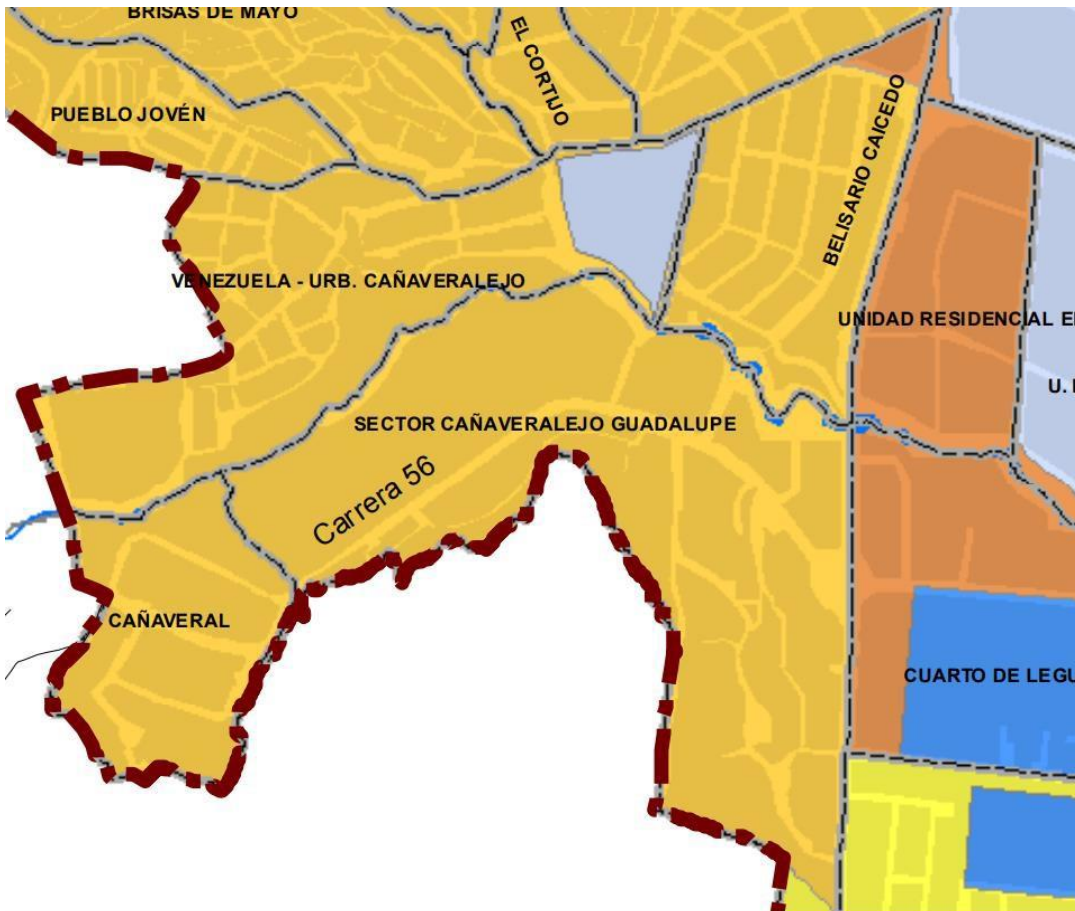 BRISAS DE MAYO
EL CORTIJO
PUEBLO JOVÉN
BELISARIO CAICEDO
VENEZUELA - URB. CAÑAVERALEJO
UNIDAD RESIDENCIAL
U.
SECTOR CAÑAVERALEJO GUADALUPE
Carrera 56
CAÑAVERAL
CUARTO DE